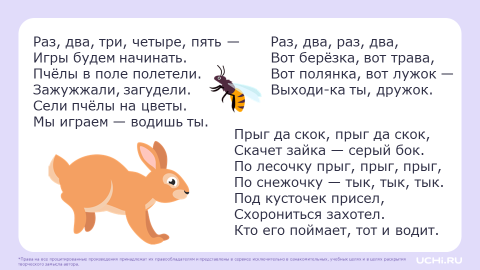 Раз, два, три, четыре, пять —
Игры будем начинать.
Пчёлы в поле полетели.
Зажужжали, загудели.
Сели пчёлы на цветы.
Мы играем — водишь ты.
Раз, два, раз, два,
Вот берёзка, вот трава,
Вот полянка, вот лужок —
Выходи-ка ты, дружок.
Прыг да скок, прыг да скок,
Скачет зайка — серый бок.
По лесочку прыг, прыг, прыг,
По снежочку — тык, тык, тык.
Под кусточек присел,
Схорониться захотел.
Кто его поймает, тот и водит.
*Права на все процитированные произведения принадлежат их правообладателям и представлены в сервисе исключительно в ознакомительных, учебных целях и в целях раскрытия
творческого замысла автора.
UCHI.RU